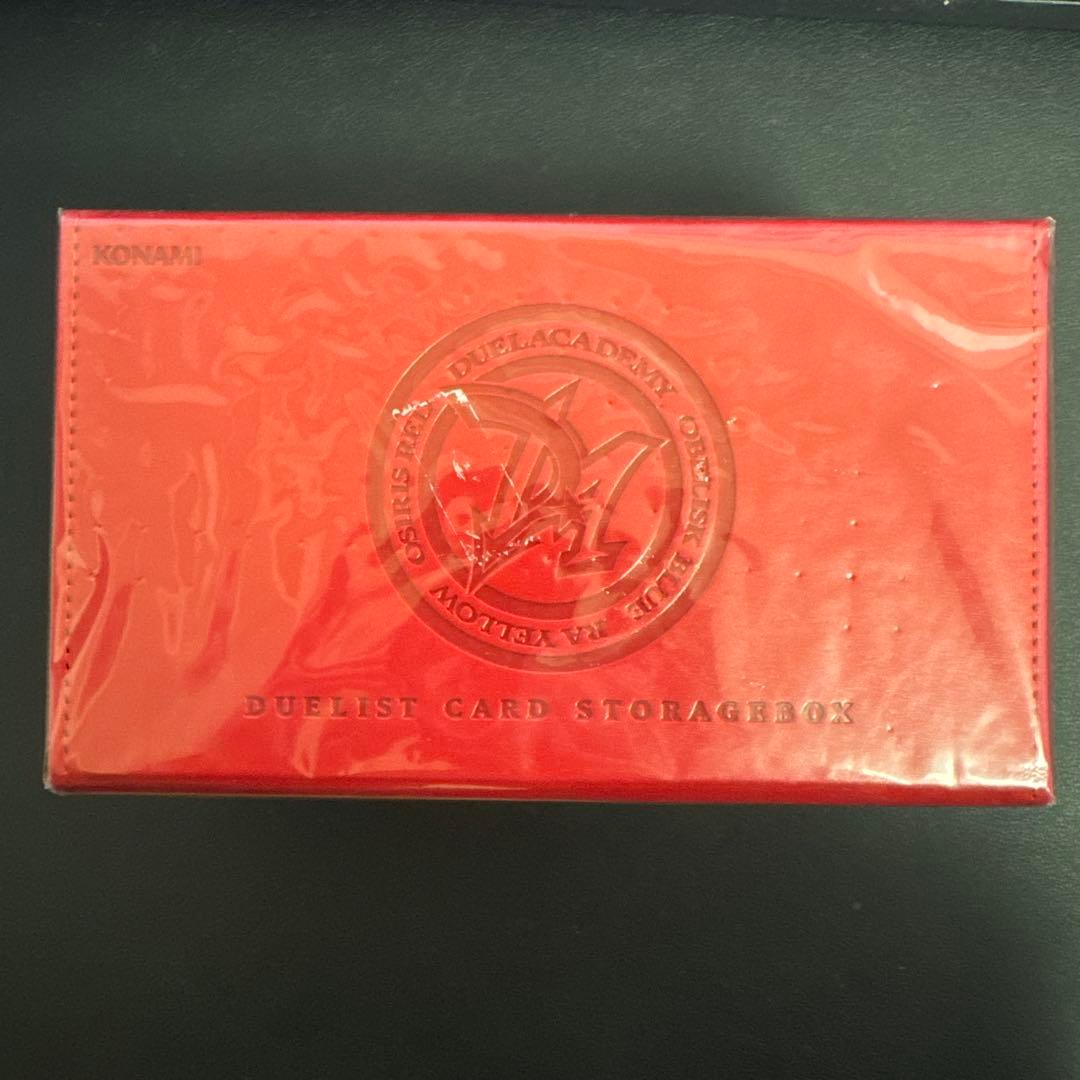 KONAMI
DUELACADEMY
OBELISK BLUE
RA YELLOW
OSIRIS RED
DUELIST CARD STORAGEBOX